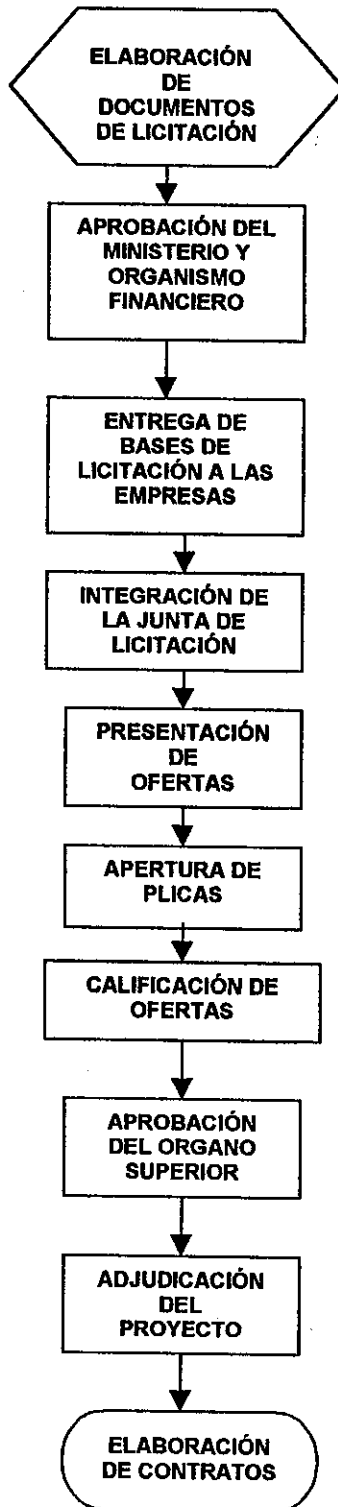 ELABORACIÓN
DE
DOCUMENTOS
DE LICITACIÓN
APROBACIÓN DEL
MINISTERIO Y
ORGANISMO
FINANCIERO
ENTREGA DE
BASES DE
LICITACIÓN A LAS
EMPRESAS
INTEGRACIÓN DE
LA JUNTA DE
LICITACIÓN
PRESENTACIÓN
DE
OFERTAS
APERTURA DE
PLICAS
CALIFICACIÓN DE
OFERTAS
APROBACIÓN
DEL ORGANO
SUPERIOR
ADJUDICACIÓN
DEL
PROYECTO
ELABORACIÓN
DE CONTRATOS